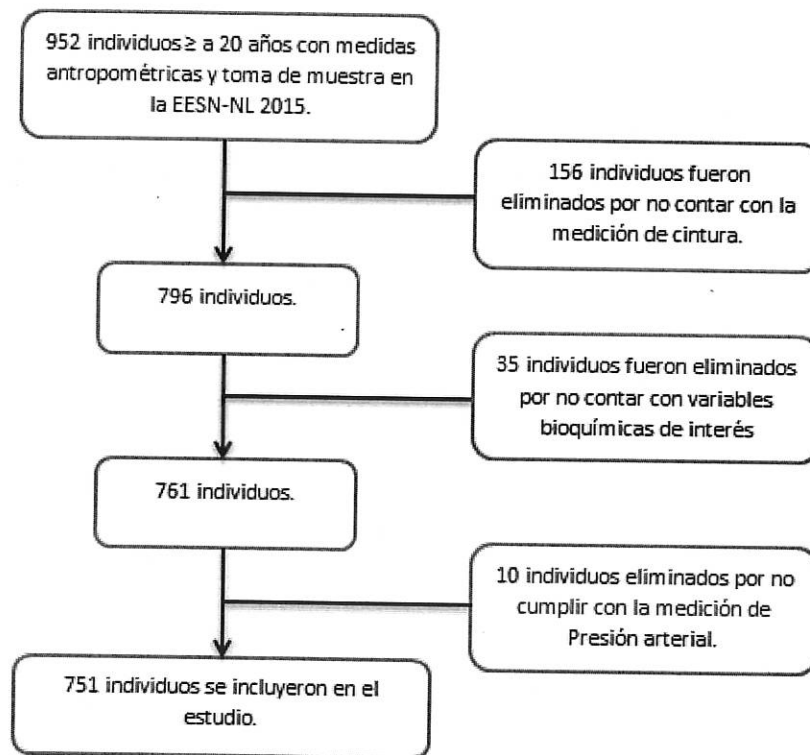 952 individuos ≥ a 20 años con medidas
antropométricas y toma de muestra en
la EESN-NL 2015.
156 individuos fueron
eliminados por no contar con la
medición de cintura.
796 individuos.
35 individuos fueron eliminados
por no contar con variables
bioquímicas de interés
761 individuos.
10 individuos eliminados por no
cumplir con la medición de
Presión arterial.
751 individuos se incluyeron en el
estudio.